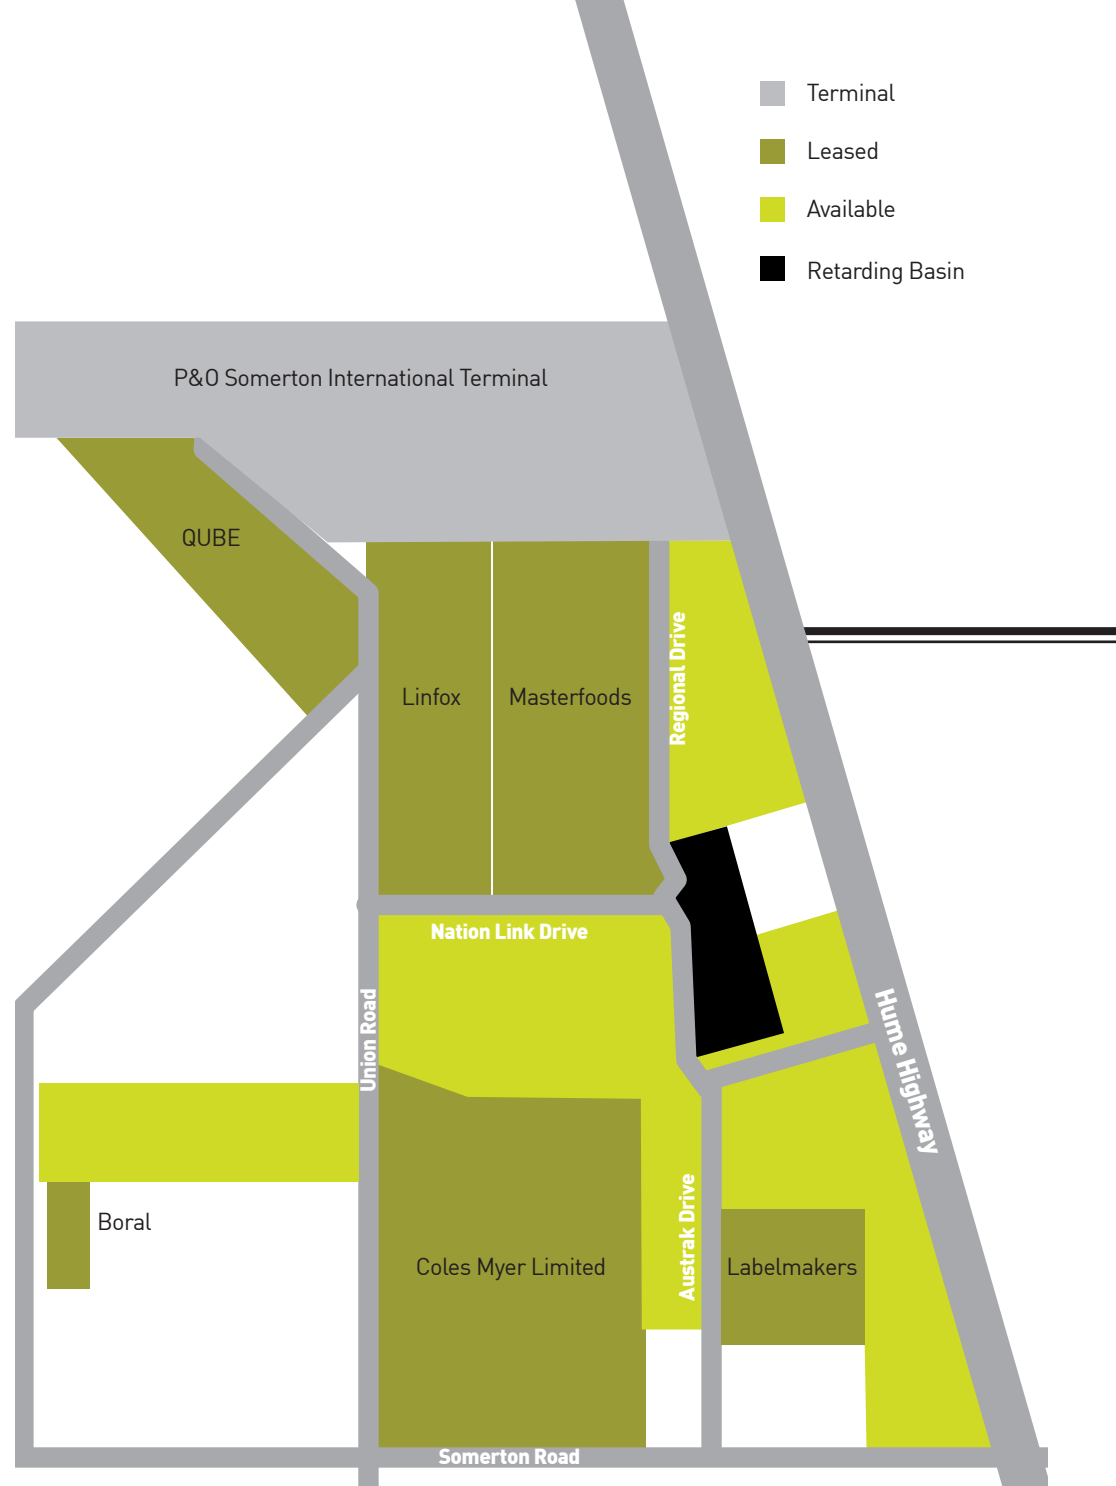 Terminal
Leased
Available
Retarding Basin
P&O Somerton International Terminal
QUBE
Linfox
Masterfoods
Regional Drive
Nation Link Drive
Union Road
Hume Highway
Boral
Coles Myer Limited
Austrak Drive
Labelmakers
Somerton Road